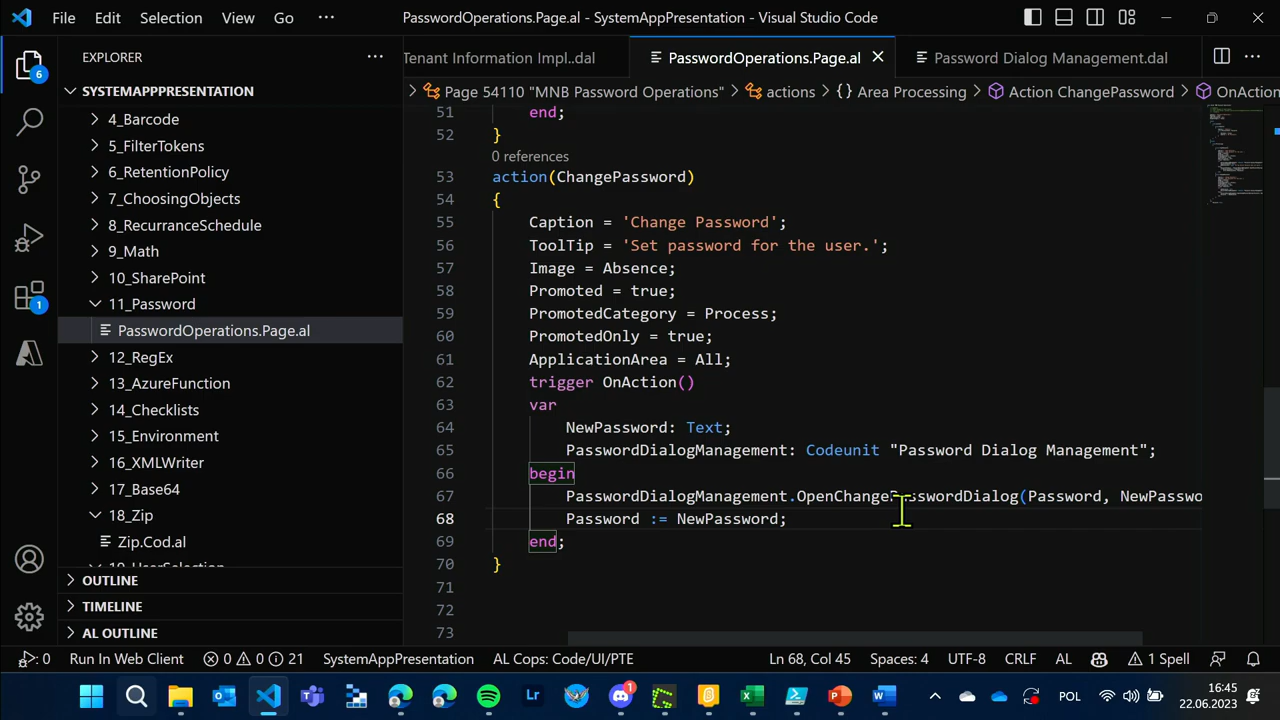 File Edit Selection View Go ··· PasswordOperations.Page.al - SystemAppPresentation - Visual Studio Code
EXPLORER ···
Tenant Information Impl..dal PasswordOperations.Page.al Password Dialog Management.dal ···
SYSTEMAPPPRESENTATION
Page 54110 "MNB Password Operations" > actions > {} Area Processing > Action ChangePassword > OnAction
4_Barcode
5_FilterTokens
6_RetentionPolicy
7_ChoosingObjects
8_RecurranceSchedule
9_Math
10_SharePoint
11_Password
PasswordOperations.Page.al
12_RegEx
13_AzureFunction
14_Checklists
15_Environment
16_XMLWriter
17_Base64
18_Zip
Zip.Cod.al
OUTLINE
TIMELINE
AL OUTLINE
6
1
51 end;
52 }
0 references
53 action(ChangePassword)
54 {
55 Caption = 'Change Password';
56 ToolTip = 'Set password for the user.';
57 Image = Absence;
58 Promoted = true;
59 PromotedCategory = Process;
60 PromotedOnly = true;
61 ApplicationArea = All;
62 trigger OnAction()
63 var
64 NewPassword: Text;
65 PasswordDialogManagement: Codeunit "Password Dialog Management";
66 begin
67 PasswordDialogManagement.OpenChangePasswordDialog(Password, NewPasswo
68 Password := NewPassword;
69 end;
70 }
71
72
73
0 Run In Web Client 0 0 21 SystemAppPresentation AL Cops: Code/UI/PTE Ln 68, Col 45 Spaces: 4 UTF-8 CRLF AL 1 Spell
Lr 1 POL 16:45
22.06.2023